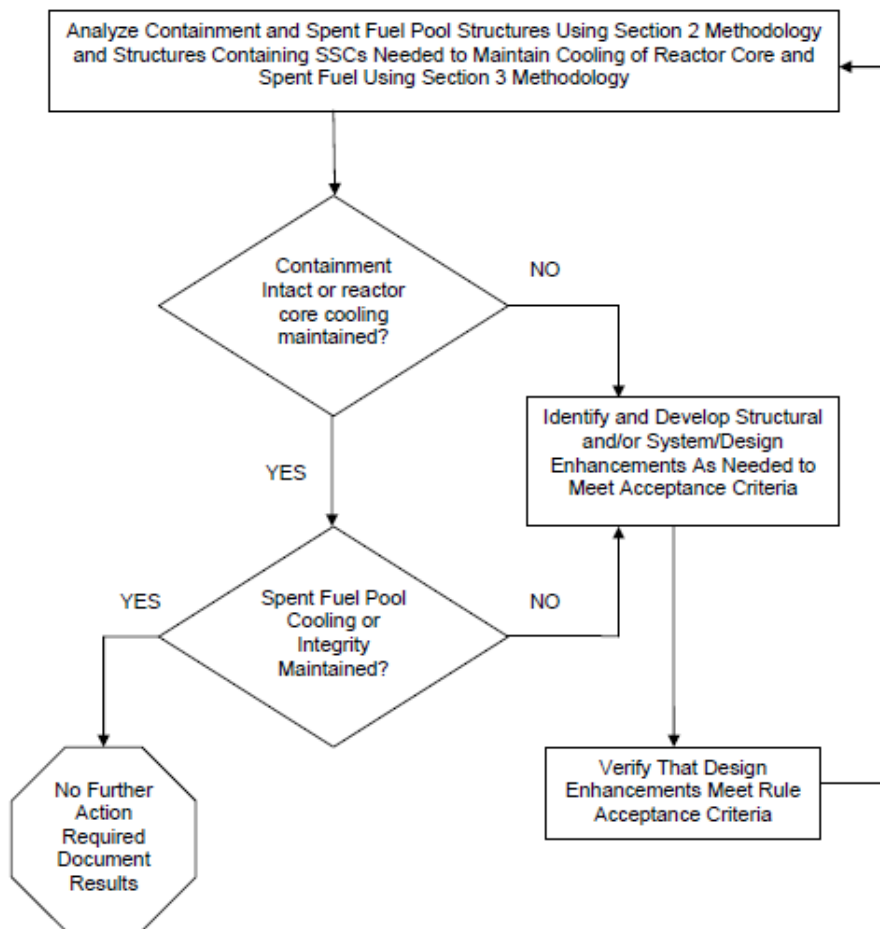 Analyze Containment and Spent Fuel Pool Structures Using Section 2 Methodology
and Structures Containing SSCs Needed to Maintain Cooling of Reactor Core and
Spent Fuel Using Section 3 Methodology
Containment
Intact or reactor
core cooling
maintained?
NO
YES
Identify and Develop Structural
and/or System/Design
Enhancements As Needed to
Meet Acceptance Criteria
YES
Spent Fuel Pool
Cooling or
Integrity
Maintained?
NO
No Further
Action
Required
Document
Results
Verify That Design
Enhancements Meet Rule
Acceptance Criteria